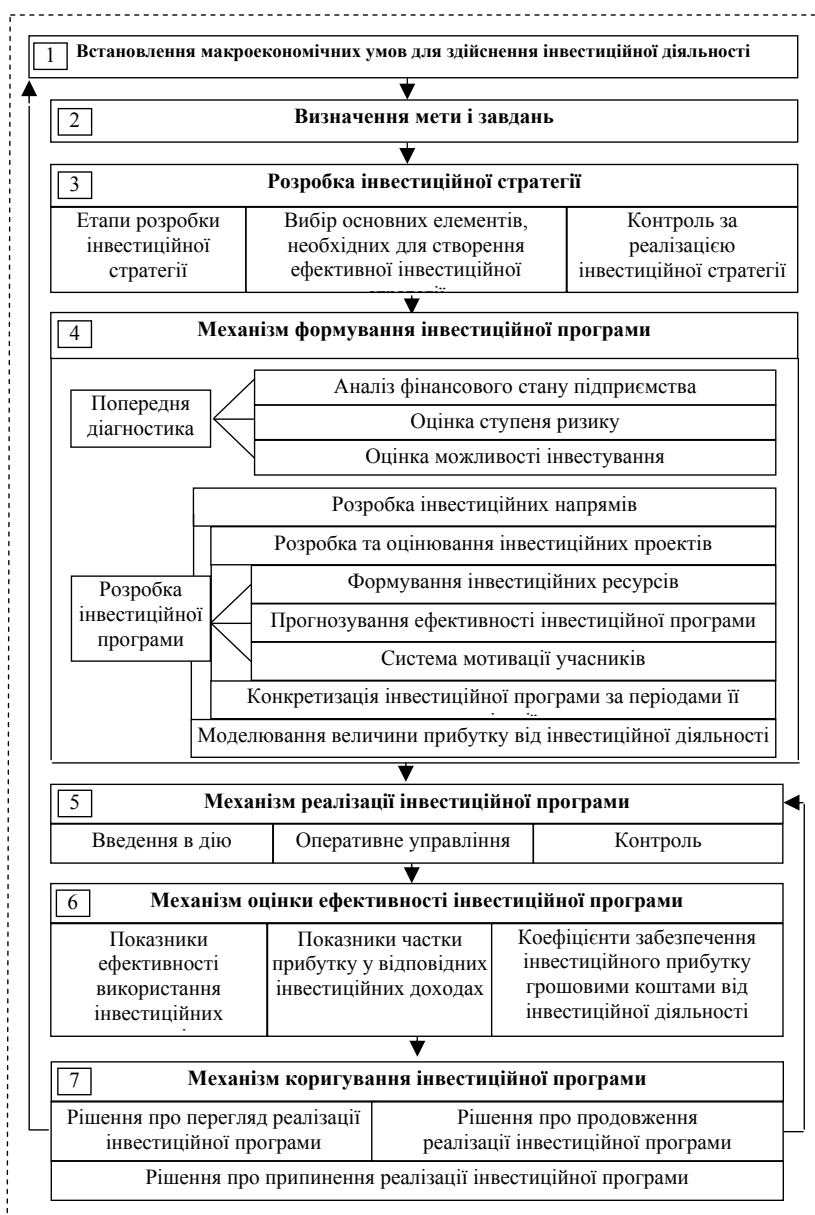 1 Встановлення макроекономічних умов для здійснення інвестиційної діяльності
2 Визначення мети і завдань
3 Розробка інвестиційної стратегії
Етапи розробки
інвестиційної
стратегії
Вибір основних елементів,
необхідних для створення
ефективної інвестиційної
Контроль за
реалізацією
інвестиційної стратегії
4 Механізм формування інвестиційної програми
Попередня
діагностика
Аналіз фінансового стану підприємства
Оцінка ступеня ризику
Оцінка можливості інвестування
Розробка
інвестиційної
програми
Розробка інвестиційних напрямів
Розробка та оцінювання інвестиційних проектів
Формування інвестиційних ресурсів
Прогнозування ефективності інвестиційної програми
Система мотивації учасників
Конкретизація інвестиційної програми за періодами її
Моделювання величини прибутку від інвестиційної діяльності
5 Механізм реалізації інвестиційної програми
Введення в дію
Оперативне управління
Контроль
6 Механізм оцінки ефективності інвестиційної програми
Показники
ефективності
використання
інвестиційних
Показники частки
прибутку у відповідних
інвестиційних доходах
Коефіцієнти забезпечення
інвестиційного прибутку
грошовими коштами від
інвестиційної діяльності
7 Механізм коригування інвестиційної програми
Рішення про перегляд реалізації
інвестиційної програми
Рішення про продовження
реалізації інвестиційної програми
Рішення про припинення реалізації інвестиційної програми